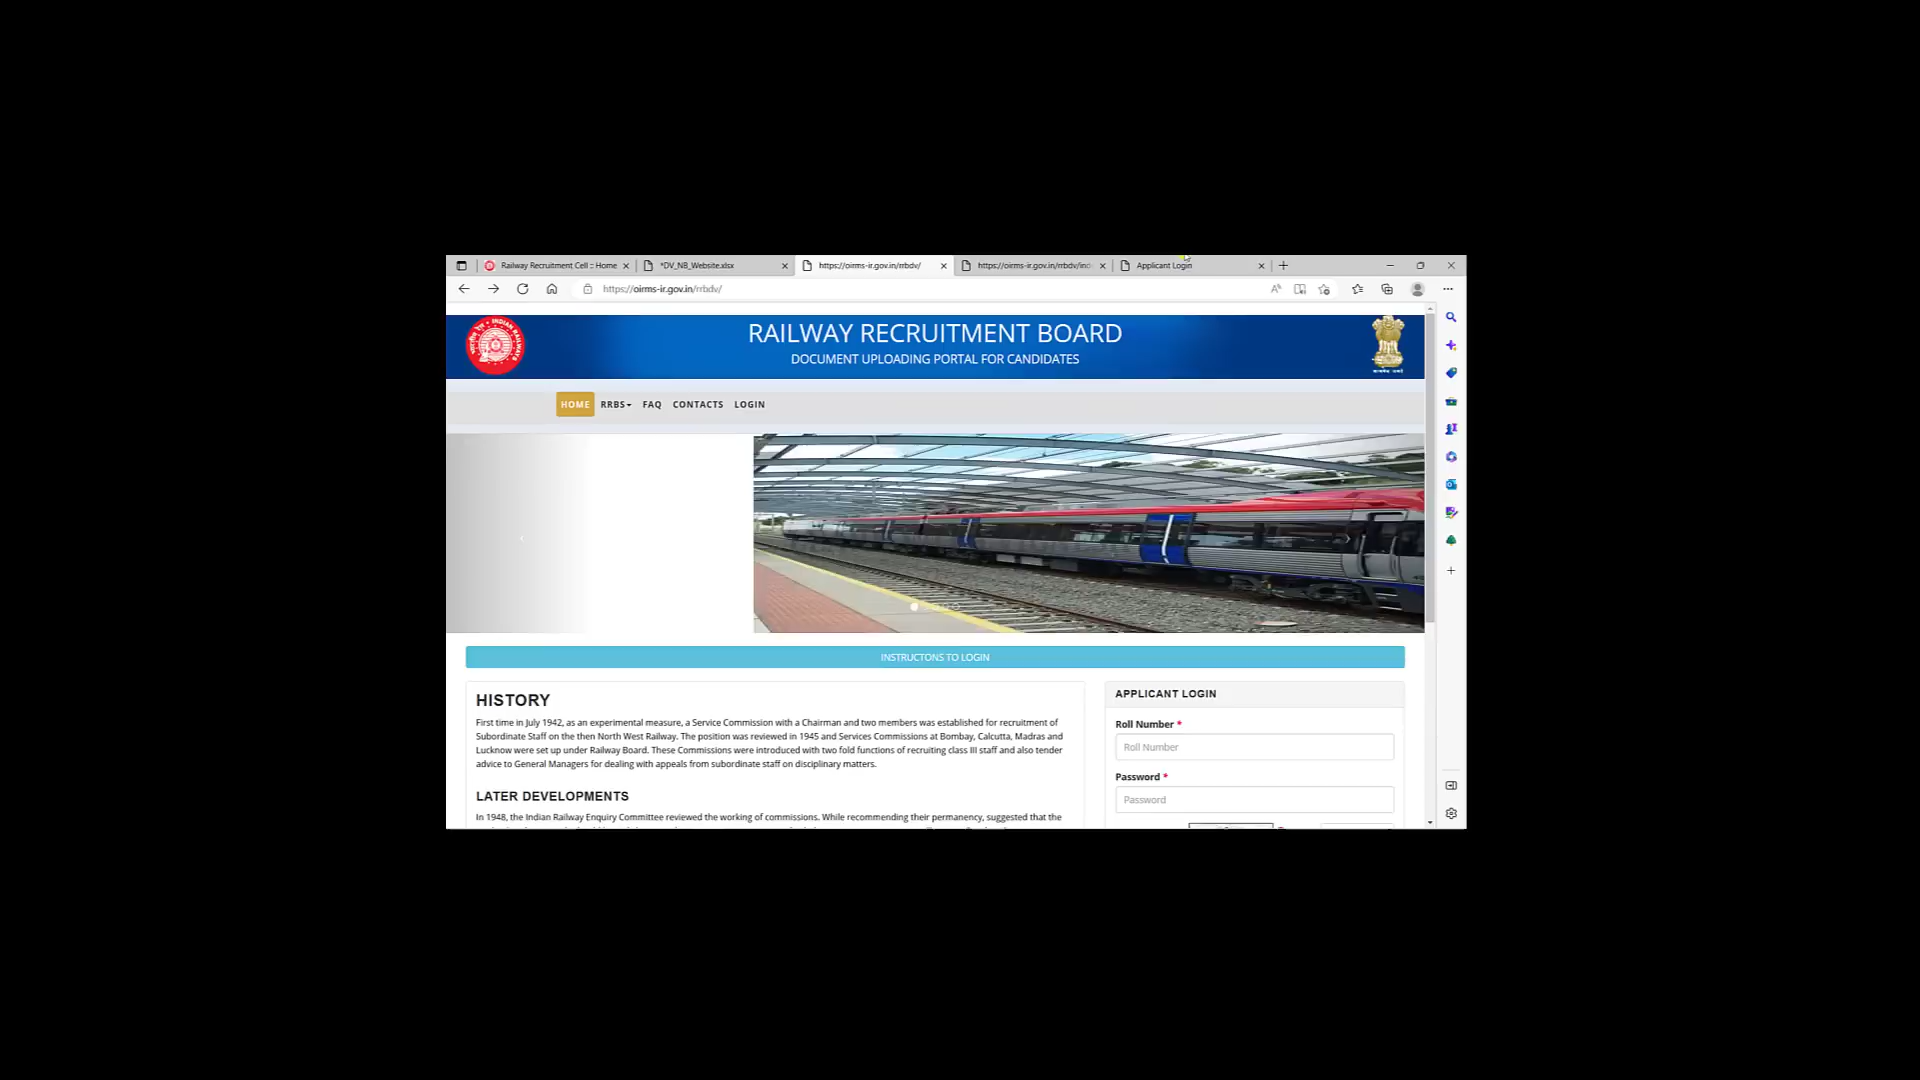 Railway Recruitment Cell :: Home
*DV_NB_Website.xlsx
https://oirms-ir.gov.in/rrbdv/
https://oirms-ir.gov.in/rrbdv/ind
Applicant Login
https://oirms-ir.gov.in/rrbdv/
RAILWAY RECRUITMENT BOARD
DOCUMENT UPLOADING PORTAL FOR CANDIDATES
HOME RRBS FAQ CONTACTS LOGIN
INSTRUCTONS TO LOGIN
HISTORY
First time in July 1942, as an experimental measure, a Service Commission with a Chairman and two members was established for recruitment of
Subordinate Staff on the then North West Railway. The position was reviewed in 1945 and Services Commissions at Bombay, Calcutta, Madras and
Lucknow were set up under Railway Board. These Commissions were introduced with two fold functions of recruiting class III staff and also tender
advice to General Managers for dealing with appeals from subordinate staff on disciplinary matters.
LATER DEVELOPMENTS
In 1948, the Indian Railway Enquiry Committee reviewed the working of commissions. While recommending their permanency, suggested that the
APPLICANT LOGIN
Roll Number *
Roll Number
Password *
Password